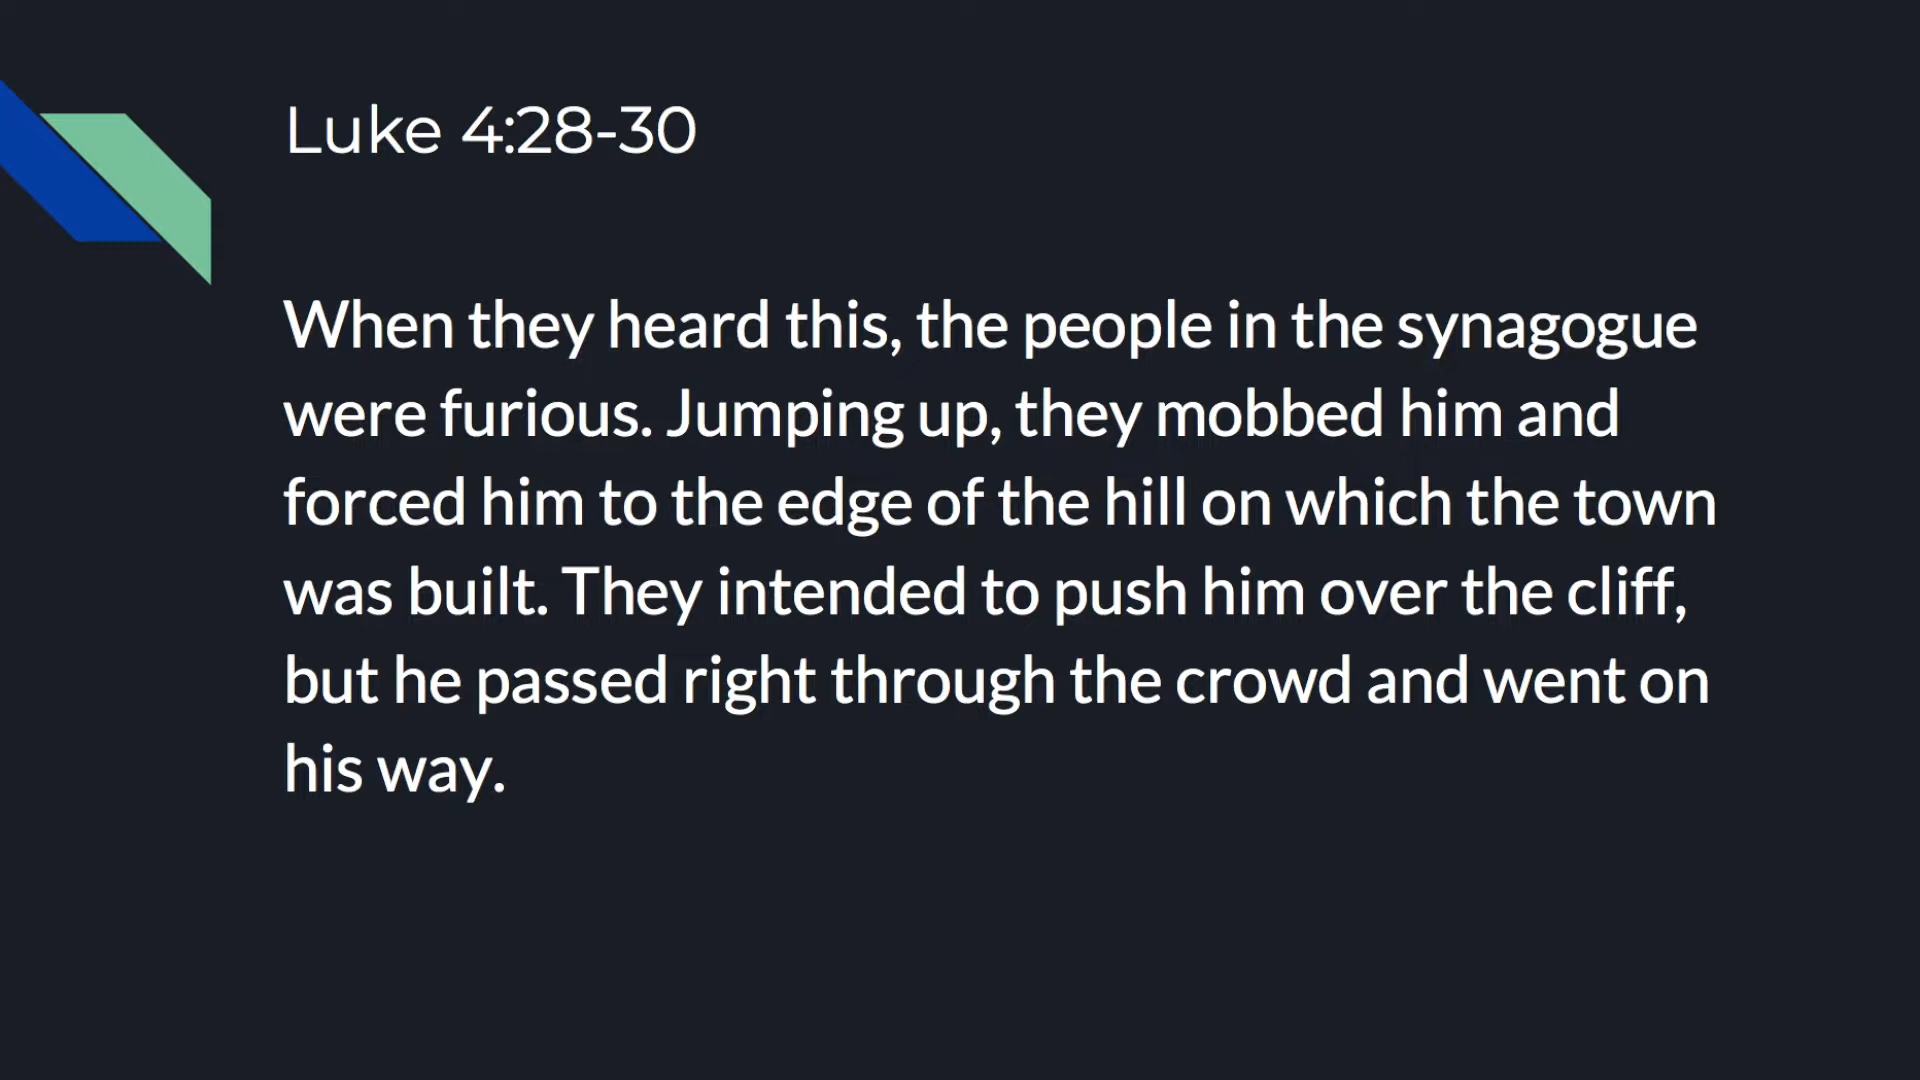 Luke 4:28-30
When they heard this, the people in the synagogue
were furious. Jumping up, they mobbed him and
forced him to the edge of the hill on which the town
was built. They intended to push him over the cliff,
but he passed right through the crowd and went on
his way.